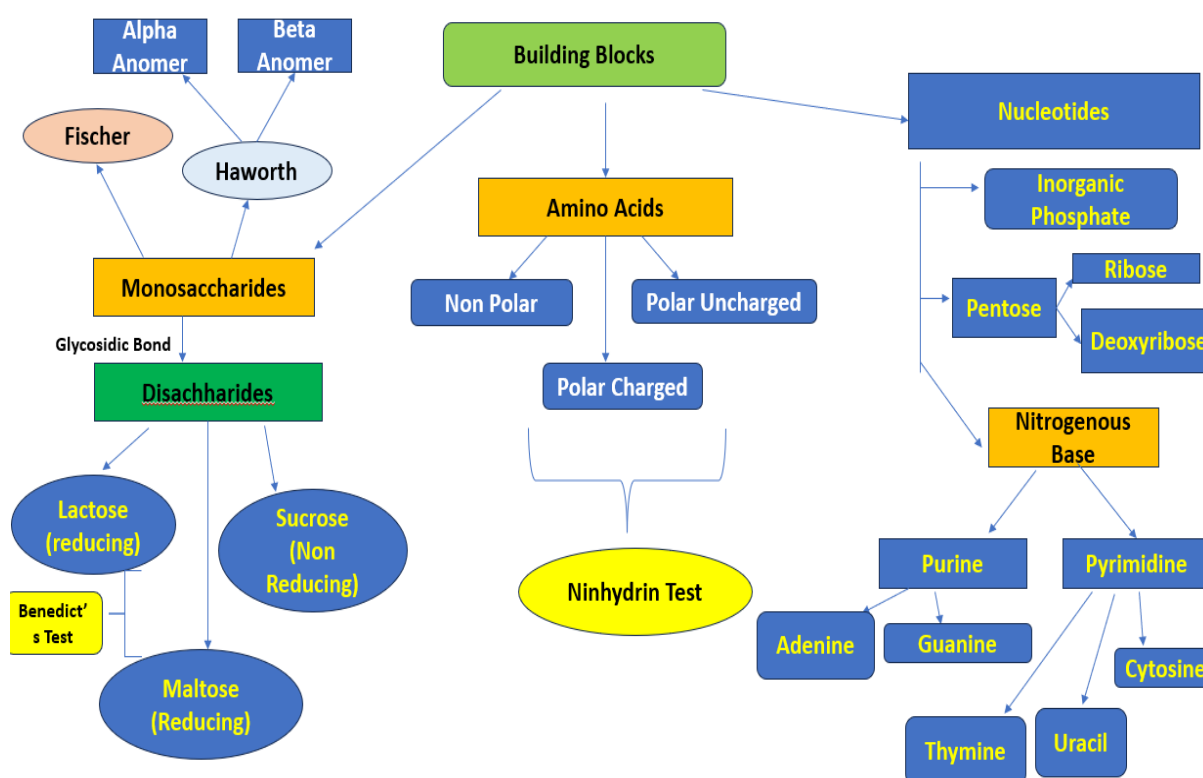 Alpha
Anomer
Beta
Anomer
Building Blocks
Nucleotides
Fischer
Haworth
Inorganic
Phosphate
Amino Acids
Ribose
Monosaccharides
Non Polar
Polar Uncharged
Pentose
Deoxyribose
Glycosidic Bond
Disachharides
Polar Charged
Nitrogenous
Base
Lactose
(reducing)
Sucrose
(Non
Reducing)
Purine
Pyrimidine
Ninhydrin Test
Benedict’
s Test
Adenine
Guanine
Cytosine
Maltose
(Reducing)
Thymine
Uracil